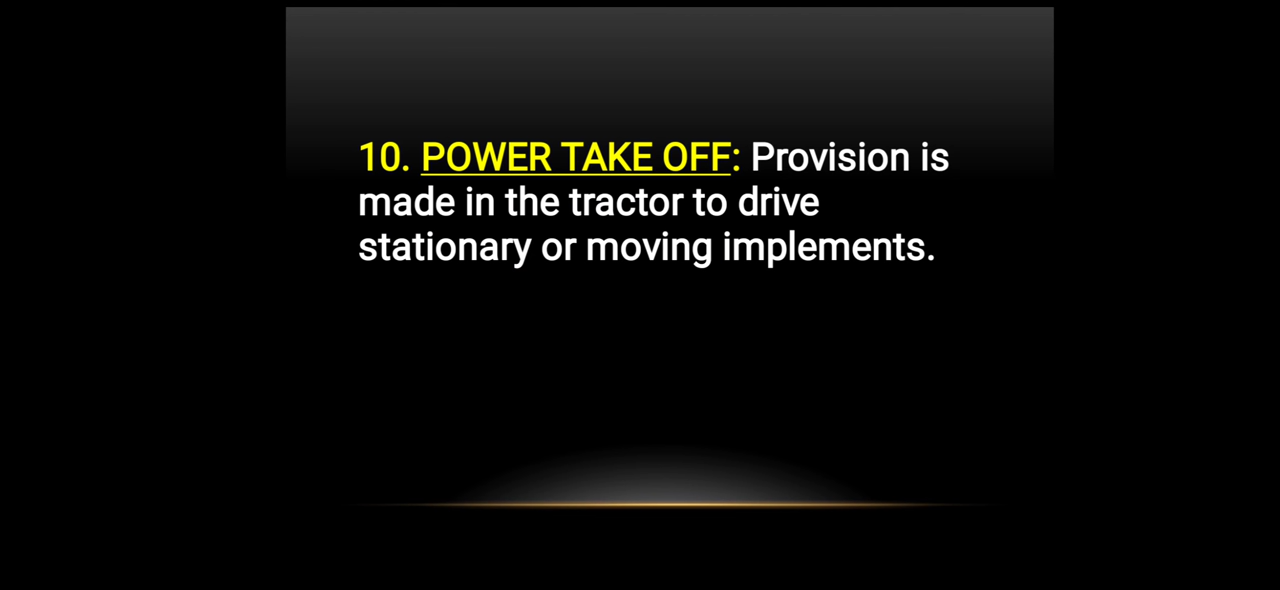 10. POWER TAKE OFF: Provision is
made in the tractor to drive
stationary or moving implements.